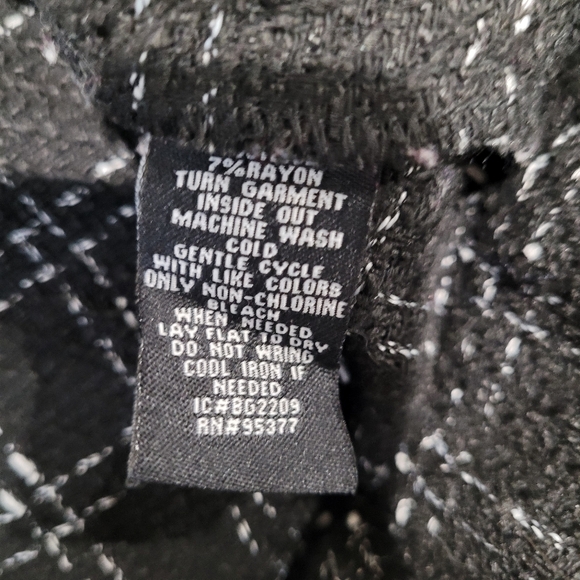 7%RAYON
TURN GARMENT
INSIDE OUT
MACHINE WASH
COLD
GENTLE CYCLE
WITH LIKE COLORS
ONLY NON-CHLORINE
BLEACH
WHEN NEEDED
LAY FLAT TO DRY
DO NOT WRING
COOL IRON IF
NEEDED
IC#BG2209
RN#95377